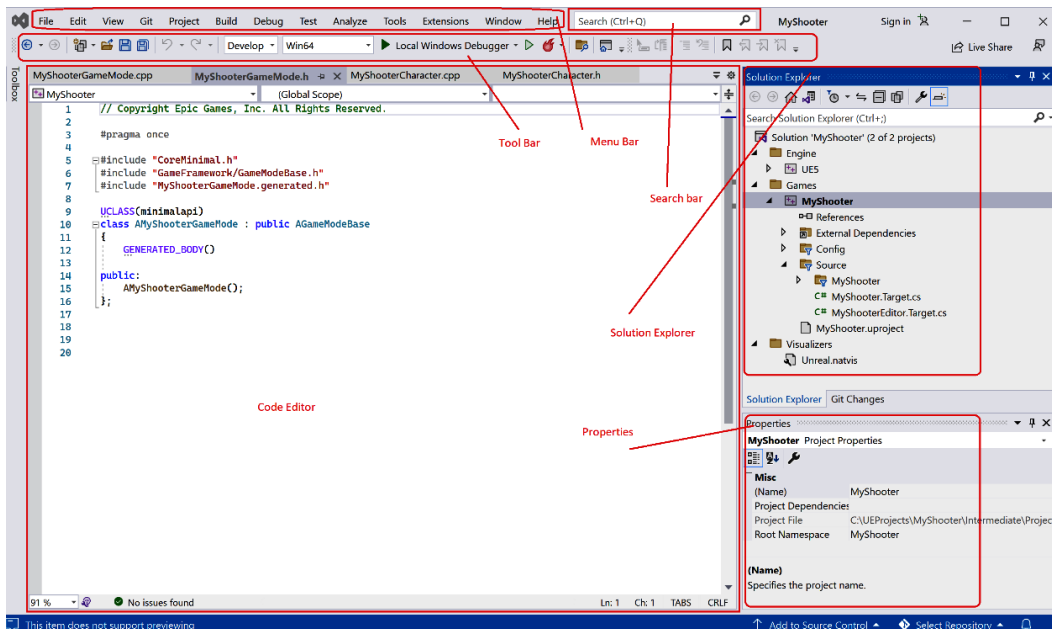 File Edit View Git Project Build Debug Test Analyze Tools Extensions Window Help Search (Ctrl+Q) MyShooter Sign in
Develop Win64 Local Windows Debugger Live Share
Toolbox
MyShooterGameMode.cpp MyShooterGameMode.h MyShooterCharacter.cpp MyShooterCharacter.h
MyShooter (Global Scope)
1 // Copyright Epic Games, Inc. All Rights Reserved.
2
3 #pragma once
4
5 #include "CoreMinimal.h"
6 #include "GameFramework/GameModeBase.h"
7 #include "MyShooterGameMode.generated.h"
8
9 UCLASS(minimalapi)
10 class AMyShooterGameMode : public AGameModeBase
11 {
12 GENERATED_BODY()
13
14 public:
15 AMyShooterGameMode();
16 };
17
18
19
20
Tool Bar
Menu Bar
Search bar
Solution Explorer
Code Editor
Properties
91 % No issues found Ln: 1 Ch: 1 TABS CRLF
Solution Explorer
Search Solution Explorer (Ctrl+;)
Solution 'MyShooter' (2 of 2 projects)
Engine
UE5
Games
MyShooter
References
External Dependencies
Config
Source
MyShooter
C# MyShooter.Target.cs
C# MyShooterEditor.Target.cs
MyShooter.uproject
Visualizers
Unreal.natvis
Solution Explorer Git Changes
Properties
MyShooter Project Properties
Misc
(Name) MyShooter
Project Dependencies
Project File C:\UEProjects\MyShooter\Intermediate\Projec
Root Namespace MyShooter
(Name)
Specifies the project name.
This item does not support previewing Add to Source Control Select Repository